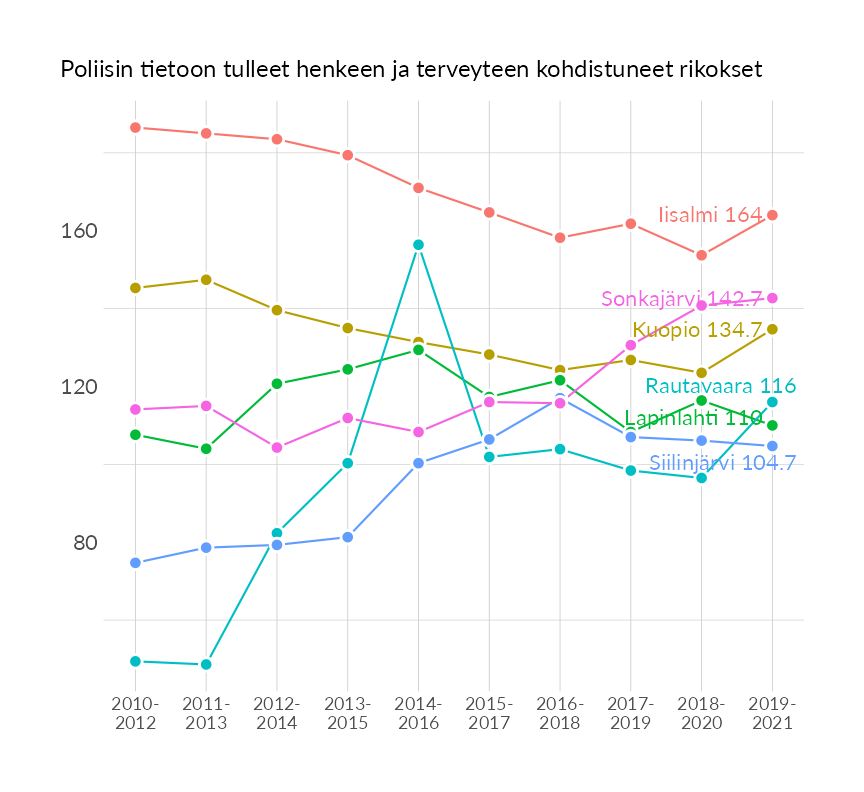 Poliisin tietoon tulleet henkeen ja terveyteen kohdistuneet rikokset
160
120
80
Iisalmi 164
Sonkajärvi 142.7
Kuopio 134.7
Rautavaara 116
Lapinlahti 110
Siilinjärvi 104.7
2010-2012
2011-2013
2012-2014
2013-2015
2014-2016
2015-2017
2016-2018
2017-2019
2018-2020
2019-2021